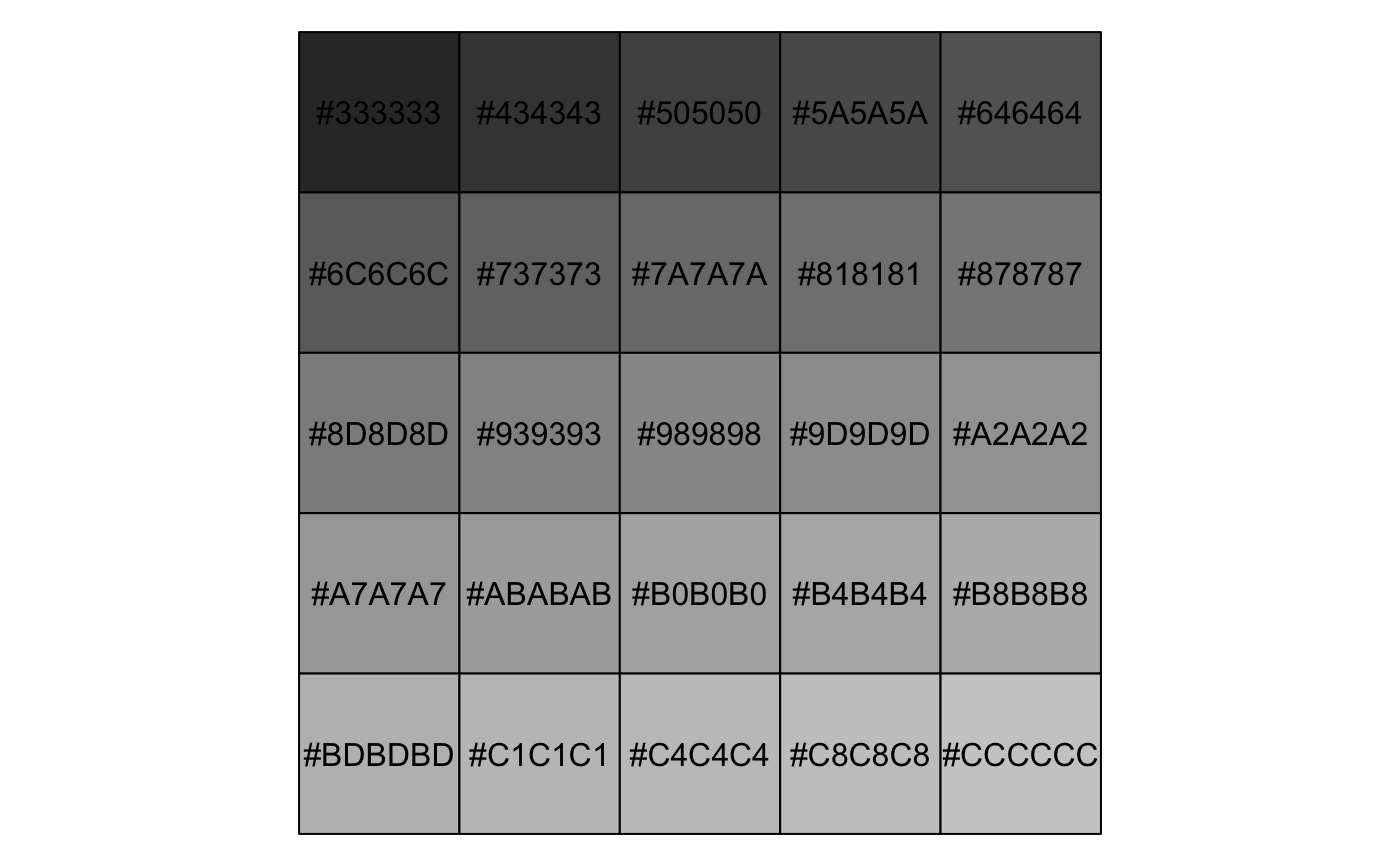 #333333 #434343 #505050 #5A5A5A #646464
#6C6C6C #737373 #7A7A7A #818181 #878787
#8D8D8D #939393 #989898 #9D9D9D #A2A2A2
#A7A7A7 #ABABAB #B0B0B0 #B4B4B4 #B8B8B8
#BDBDBD #C1C1C1 #C4C4C4 #C8C8C8 #CCCCCC